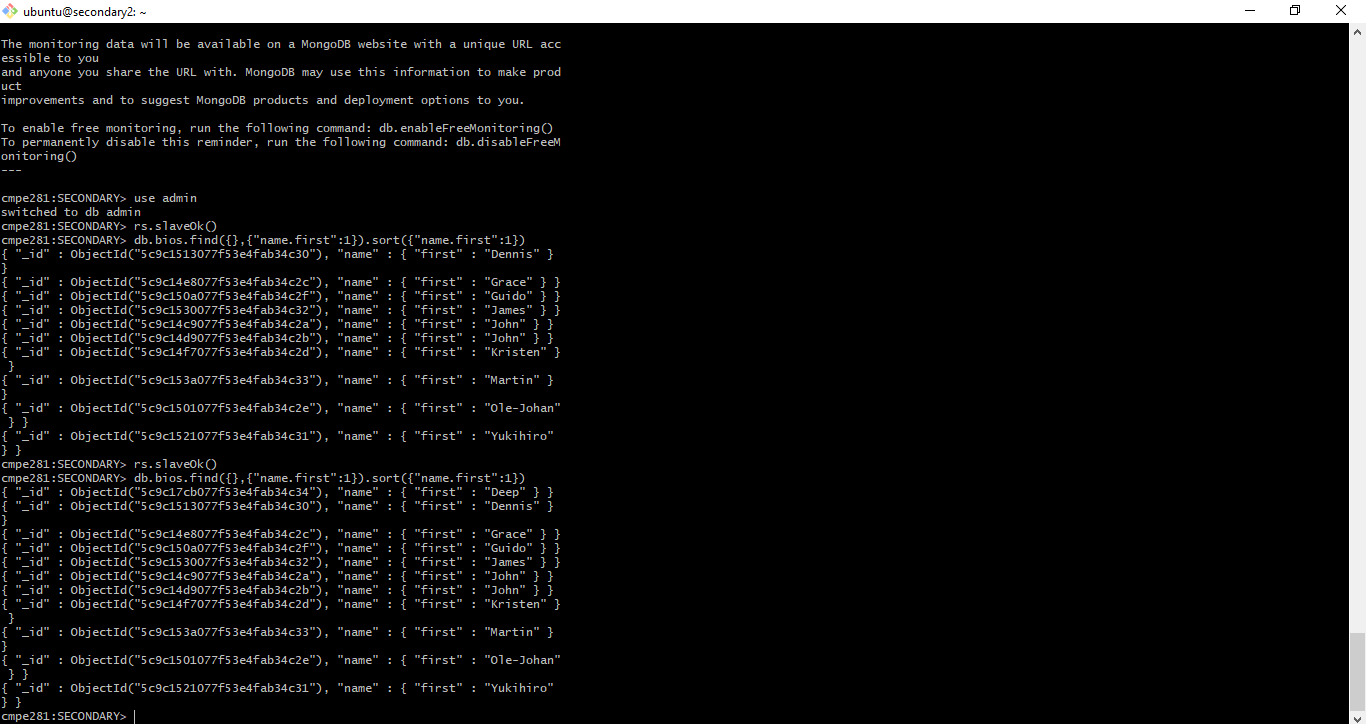 ubuntu@secondary2: ~
The monitoring data will be available on a MongoDB website with a unique URL acc
essible to you
and anyone you share the URL with. MongoDB may use this information to make prod
uct
improvements and to suggest MongoDB products and deployment options to you.
To enable free monitoring, run the following command: db.enableFreeMonitoring()
To permanently disable this reminder, run the following command: db.disableFreeM
onitoring()
---
cmpe281:SECONDARY> use admin
switched to db admin
cmpe281:SECONDARY> rs.slaveOk()
cmpe281:SECONDARY> db.bios.find({},{"name.first":1}).sort({"name.first":1})
{ "_id" : ObjectId("5c9c1513077f53e4fab34c30"), "name" : { "first" : "Dennis" }
}
{ "_id" : ObjectId("5c9c14e8077f53e4fab34c2c"), "name" : { "first" : "Grace" } }
{ "_id" : ObjectId("5c9c150a077f53e4fab34c2f"), "name" : { "first" : "Guido" } }
{ "_id" : ObjectId("5c9c1530077f53e4fab34c32"), "name" : { "first" : "James" } }
{ "_id" : ObjectId("5c9c14c9077f53e4fab34c2a"), "name" : { "first" : "John" } }
{ "_id" : ObjectId("5c9c14d9077f53e4fab34c2b"), "name" : { "first" : "John" } }
{ "_id" : ObjectId("5c9c14f7077f53e4fab34c2d"), "name" : { "first" : "Kristen" }
 }
{ "_id" : ObjectId("5c9c153a077f53e4fab34c33"), "name" : { "first" : "Martin" }
}
{ "_id" : ObjectId("5c9c1501077f53e4fab34c2e"), "name" : { "first" : "Ole-Johan"
 } }
{ "_id" : ObjectId("5c9c1521077f53e4fab34c31"), "name" : { "first" : "Yukihiro"
} }
cmpe281:SECONDARY> rs.slaveOk()
cmpe281:SECONDARY> db.bios.find({},{"name.first":1}).sort({"name.first":1})
{ "_id" : ObjectId("5c9c17cb077f53e4fab34c34"), "name" : { "first" : "Deep" } }
{ "_id" : ObjectId("5c9c1513077f53e4fab34c30"), "name" : { "first" : "Dennis" }
}
{ "_id" : ObjectId("5c9c14e8077f53e4fab34c2c"), "name" : { "first" : "Grace" } }
{ "_id" : ObjectId("5c9c150a077f53e4fab34c2f"), "name" : { "first" : "Guido" } }
{ "_id" : ObjectId("5c9c1530077f53e4fab34c32"), "name" : { "first" : "James" } }
{ "_id" : ObjectId("5c9c14c9077f53e4fab34c2a"), "name" : { "first" : "John" } }
{ "_id" : ObjectId("5c9c14d9077f53e4fab34c2b"), "name" : { "first" : "John" } }
{ "_id" : ObjectId("5c9c14f7077f53e4fab34c2d"), "name" : { "first" : "Kristen" }
 }
{ "_id" : ObjectId("5c9c153a077f53e4fab34c33"), "name" : { "first" : "Martin" }
}
{ "_id" : ObjectId("5c9c1501077f53e4fab34c2e"), "name" : { "first" : "Ole-Johan"
 } }
{ "_id" : ObjectId("5c9c1521077f53e4fab34c31"), "name" : { "first" : "Yukihiro"
} }
cmpe281:SECONDARY>